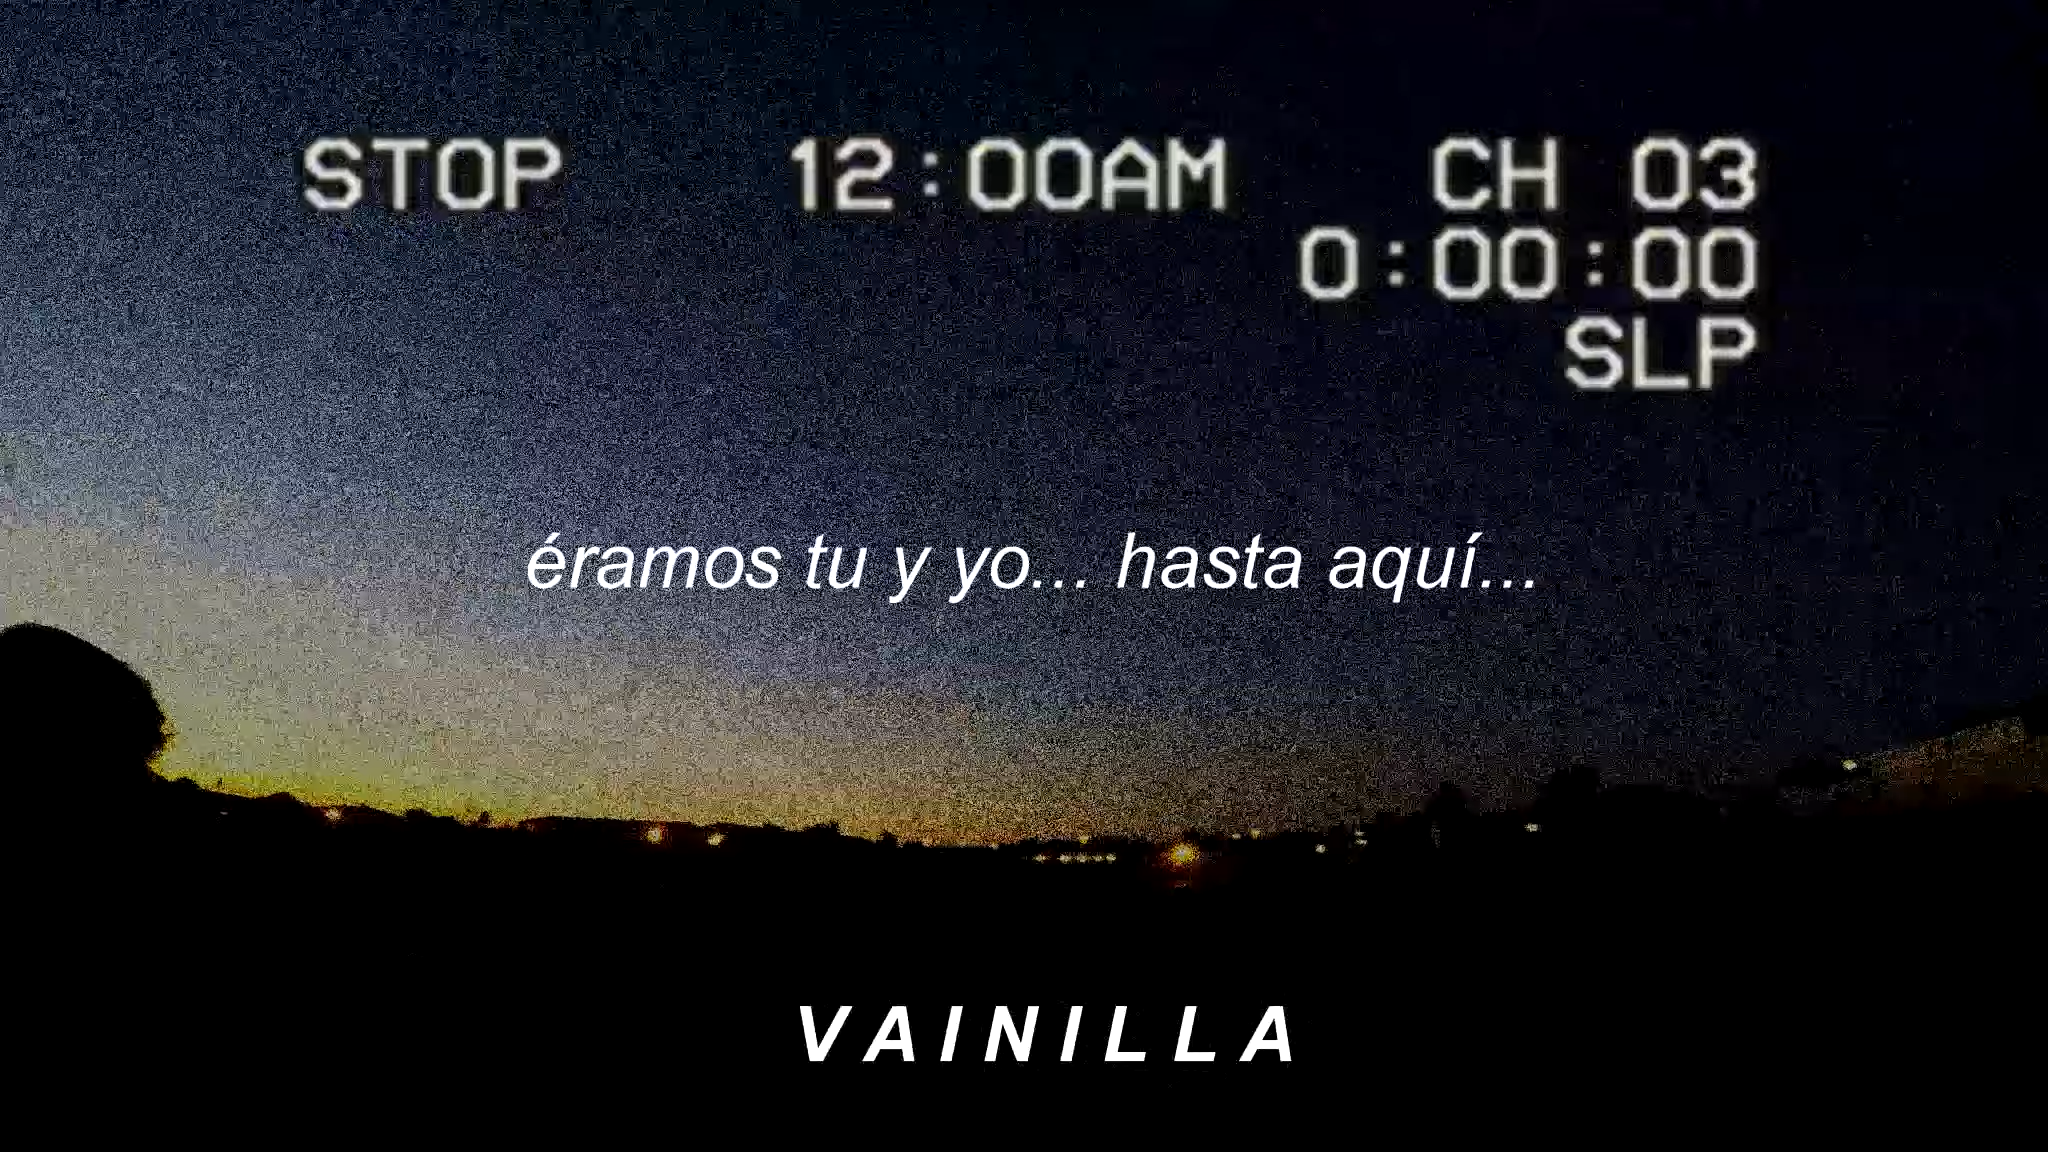 STOP 12:00AM CH 03
0:00:00
SLP
éramos tu y yo... hasta aquí...
VAINILLA